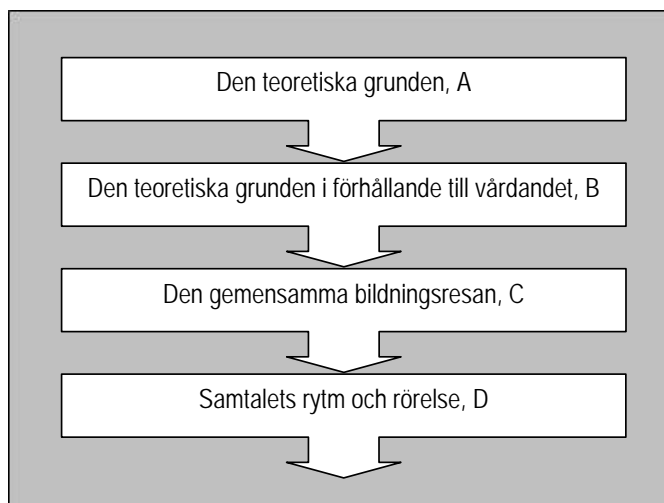 Den teoretiska grunden, A
Den teoretiska grunden i förhållande till vårdandet, B
Den gemensamma bildningsresan, C
Samtalets rytm och rörelse, D